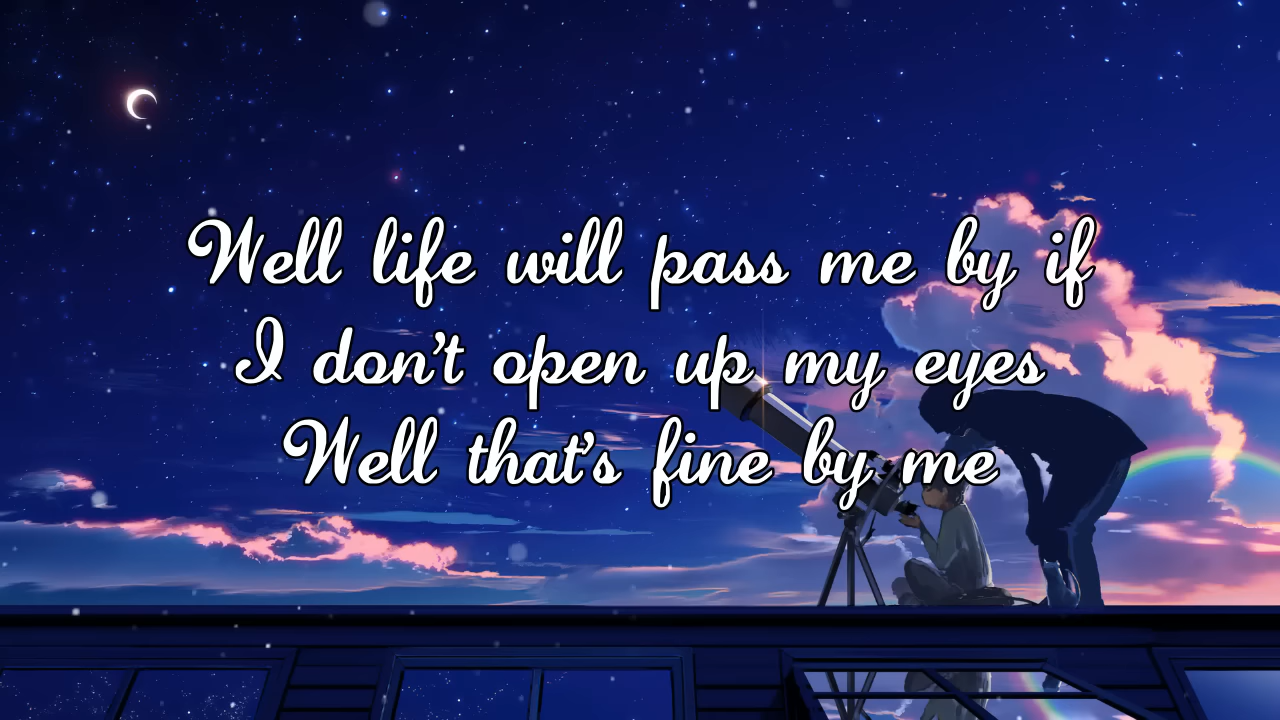 Well life will pass me by if
I don't open up my eyes
Well that's fine by me